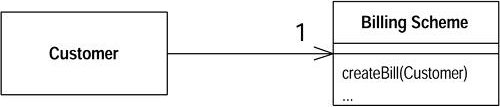 Customer
1
Billing Scheme
createBill(Customer)
...